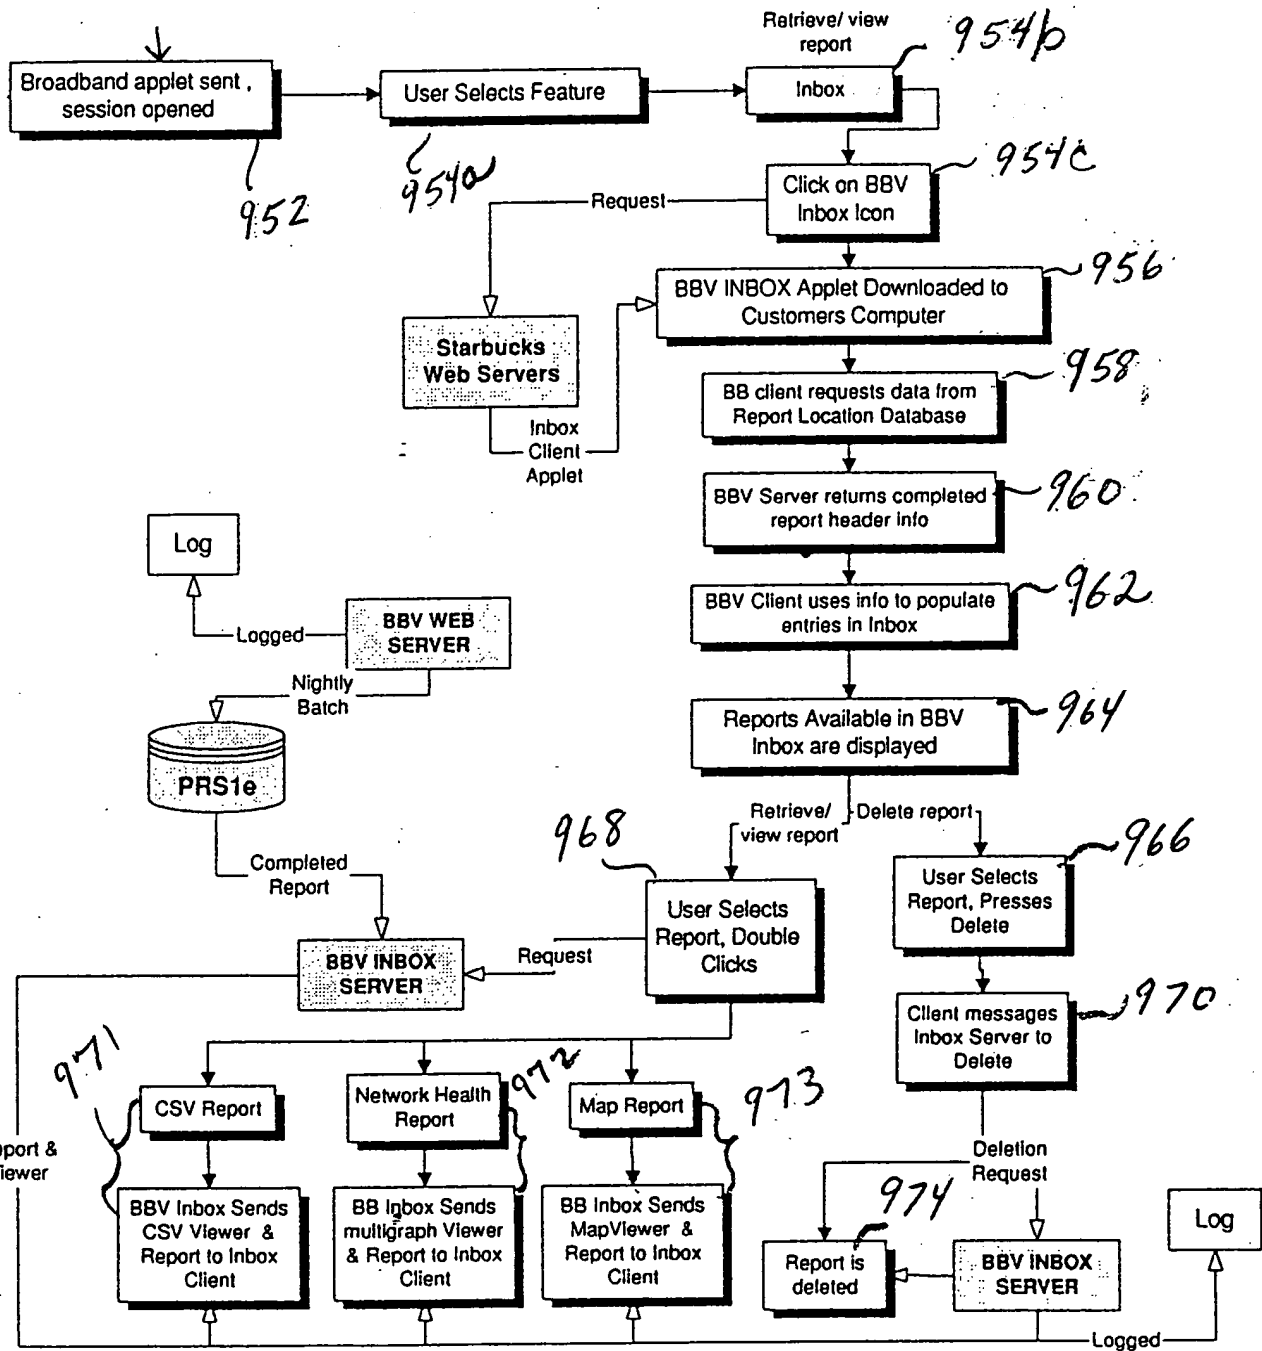 Retrieve/ view
report
954b
Broadband applet sent,
session opened
User Selects Feature
Inbox
952
954a
954c
Click on BBV
Inbox Icon
Request
956
BBV INBOX Applet Downloaded to
Customers Computer
Starbucks
Web Servers
958
BB client requests data from
Report Location Database
Inbox
Client
Applet
960
BBV Server returns completed
report header info
Log
962
BBV Client uses info to populate
entries in Inbox
BBV WEB
SERVER
Logged
Nightly
Batch
964
Reports Available in BBV
Inbox are displayed
PRS1e
Retrieve/
view report
Delete report
968
966
Completed
Report
User Selects
Report, Presses
Delete
User Selects
Report, Double
Clicks
BBV INBOX
SERVER
Request
970
Client messages
Inbox Server to
Delete
971
972
973
CSV Report
Network Health
Report
Map Report
port &
iewer
Deletion
Request
974
BBV Inbox Sends
CSV Viewer &
Report to Inbox
Client
BB Inbox Sends
multigraph Viewer
& Report to Inbox
Client
BB Inbox Sends
MapViewer &
Report to Inbox
Client
Report is
deleted
BBV INBOX
SERVER
Log
Logged